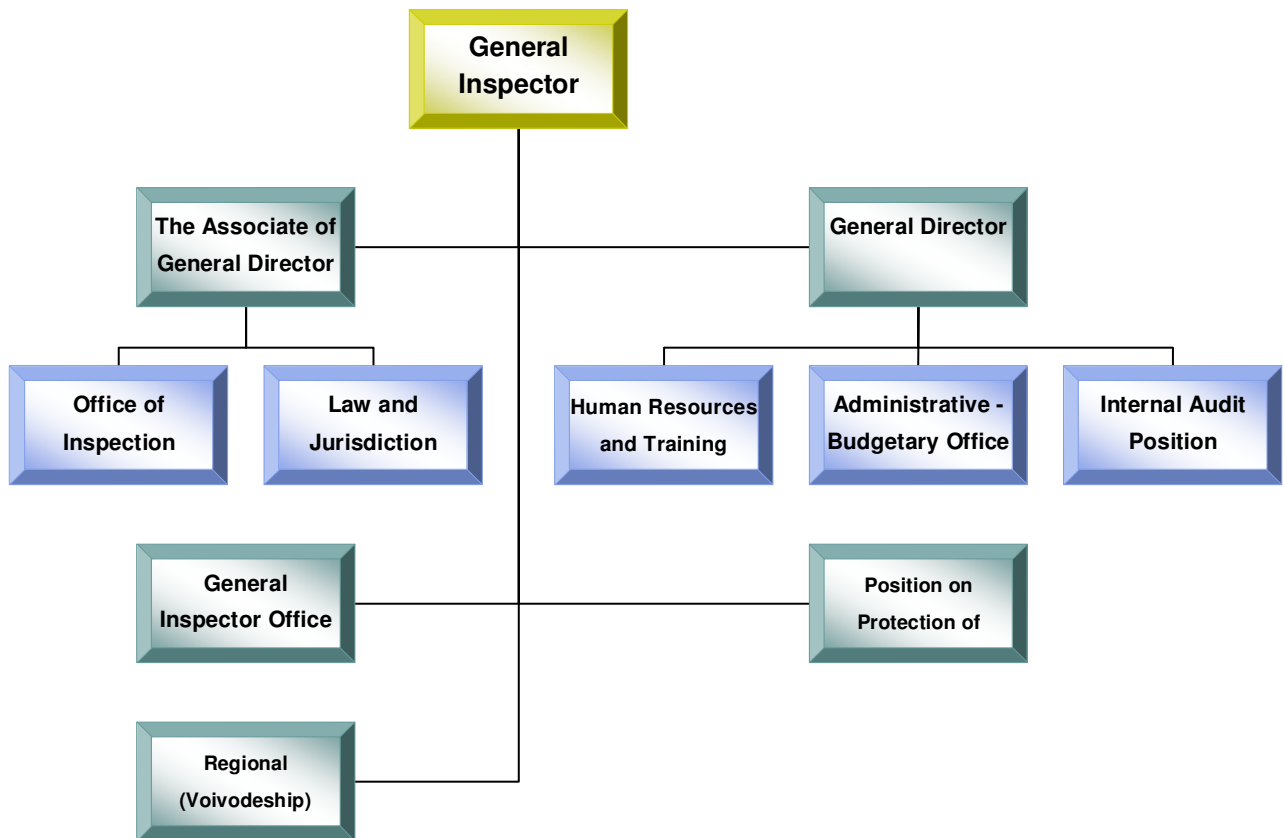 General
Inspector
The Associate of
General Director
General Director
Office of
Inspection
Law and
Jurisdiction
Human Resources
and Training
Administrative -
Budgetary Office
Internal Audit
Position
General
Inspector Office
Position on
Protection of
Regional
(Voivodeship)